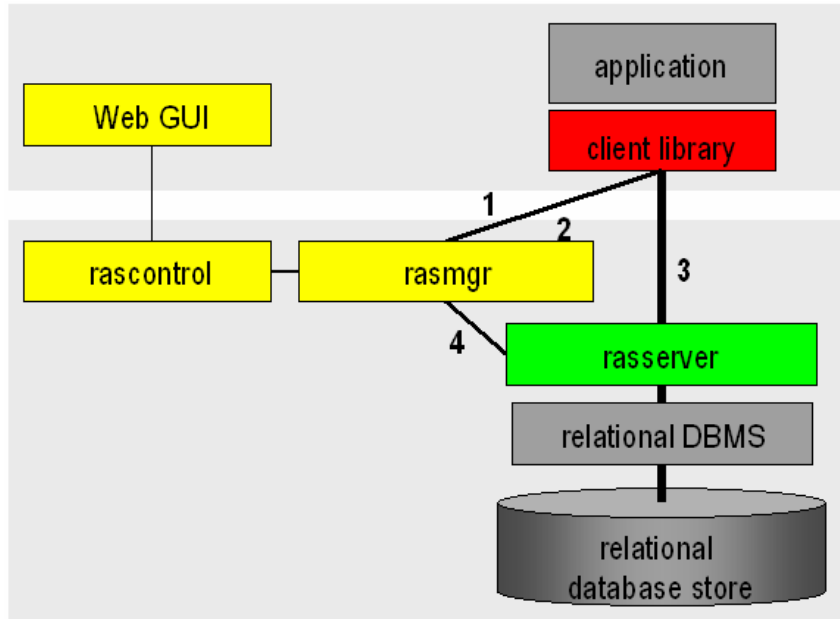 application
Web GUI
client library
1
2
rascontrol
rasmgr
3
4
rasserver
relational DBMS
relational
database store